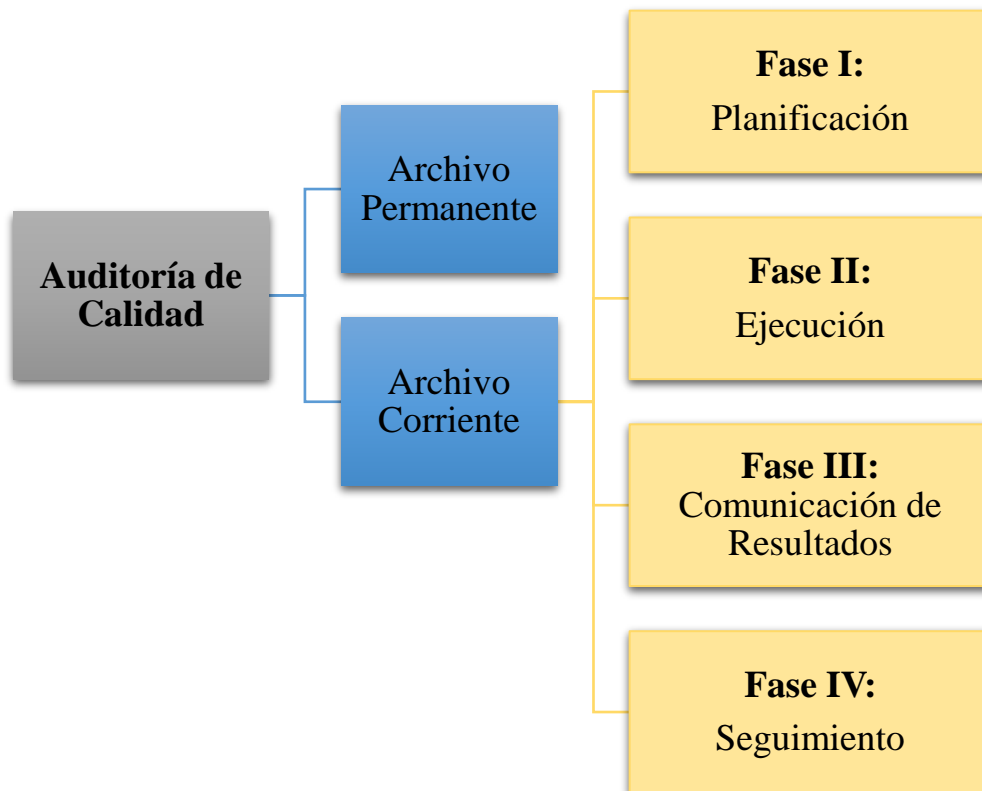 Auditoría de
Calidad
Archivo
Permanente
Archivo
Corriente
Fase I:
Planificación
Fase II:
Ejecución
Fase III:
Comunicación de
Resultados
Fase IV:
Seguimiento